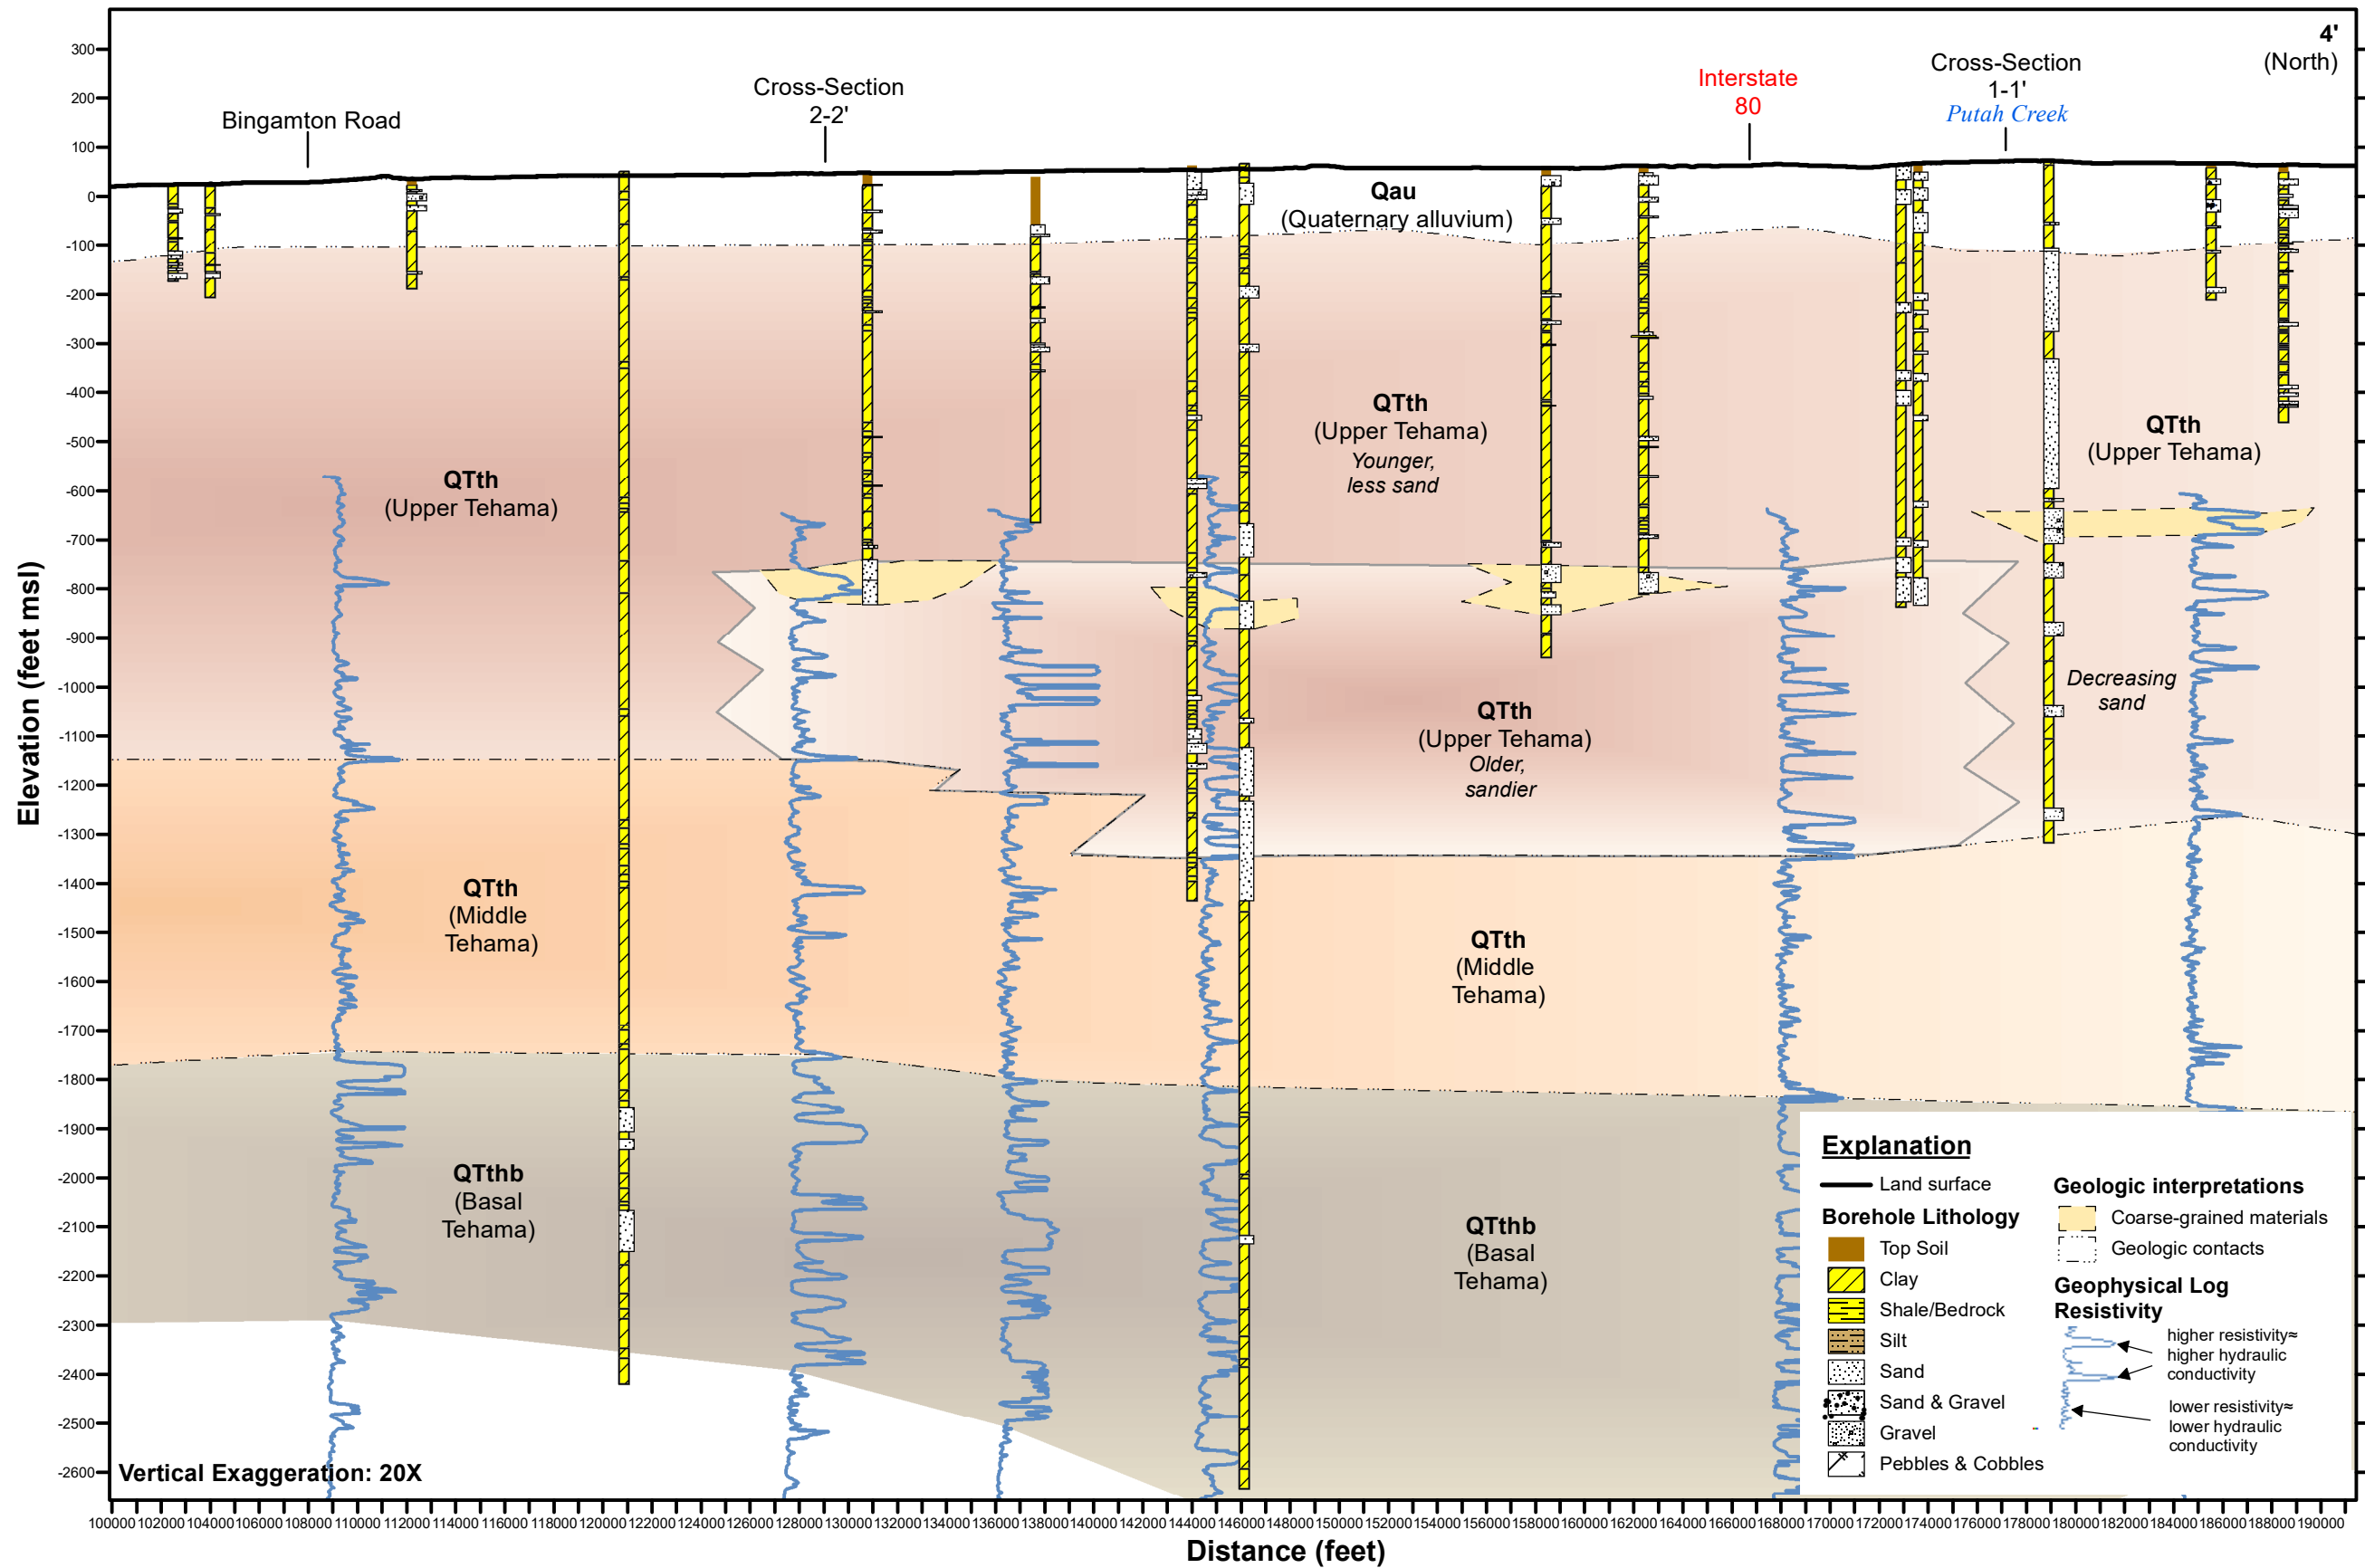 4'
(North)
Cross-Section
1-1'
Putah Creek
Interstate
80
Cross-Section
2-2'
Bingamton Road
300
200
100
0
-100
-200
-300
-400
-500
-600
-700
-800
-900
-1000
-1100
-1200
-1300
-1400
-1500
-1600
-1700
-1800
-1900
-2000
-2100
-2200
-2300
-2400
-2500
-2600
Elevation (feet msl)
Qau
(Quaternary alluvium)
QTth
(Upper Tehama)
QTth
(Upper Tehama)
Younger,
less sand
QTth
(Upper Tehama)
QTth
(Upper Tehama)
Older,
sandier
Decreasing
sand
QTth
(Middle
Tehama)
QTth
(Middle
Tehama)
QTthb
(Basal
Tehama)
QTthb
(Basal
Tehama)
Explanation
Land surface
Borehole Lithology
Top Soil
Clay
Shale/Bedrock
Silt
Sand
Sand & Gravel
Gravel
Pebbles & Cobbles
Geologic interpretations
Coarse-grained materials
Geologic contacts
Geophysical Log
Resistivity
higher resistivity≈
higher hydraulic
conductivity
lower resistivity≈
lower hydraulic
conductivity
Vertical Exaggeration: 20X
100000 102000 104000 106000 108000 110000 112000 114000 116000 118000 120000 122000 124000 126000 128000 130000 132000 134000 136000 138000 140000 142000 144000 146000 148000 150000 152000 154000 156000 158000 160000 162000 164000 166000 168000 170000 172000 174000 176000 178000 180000 182000 184000 186000 188000 190000
Distance (feet)